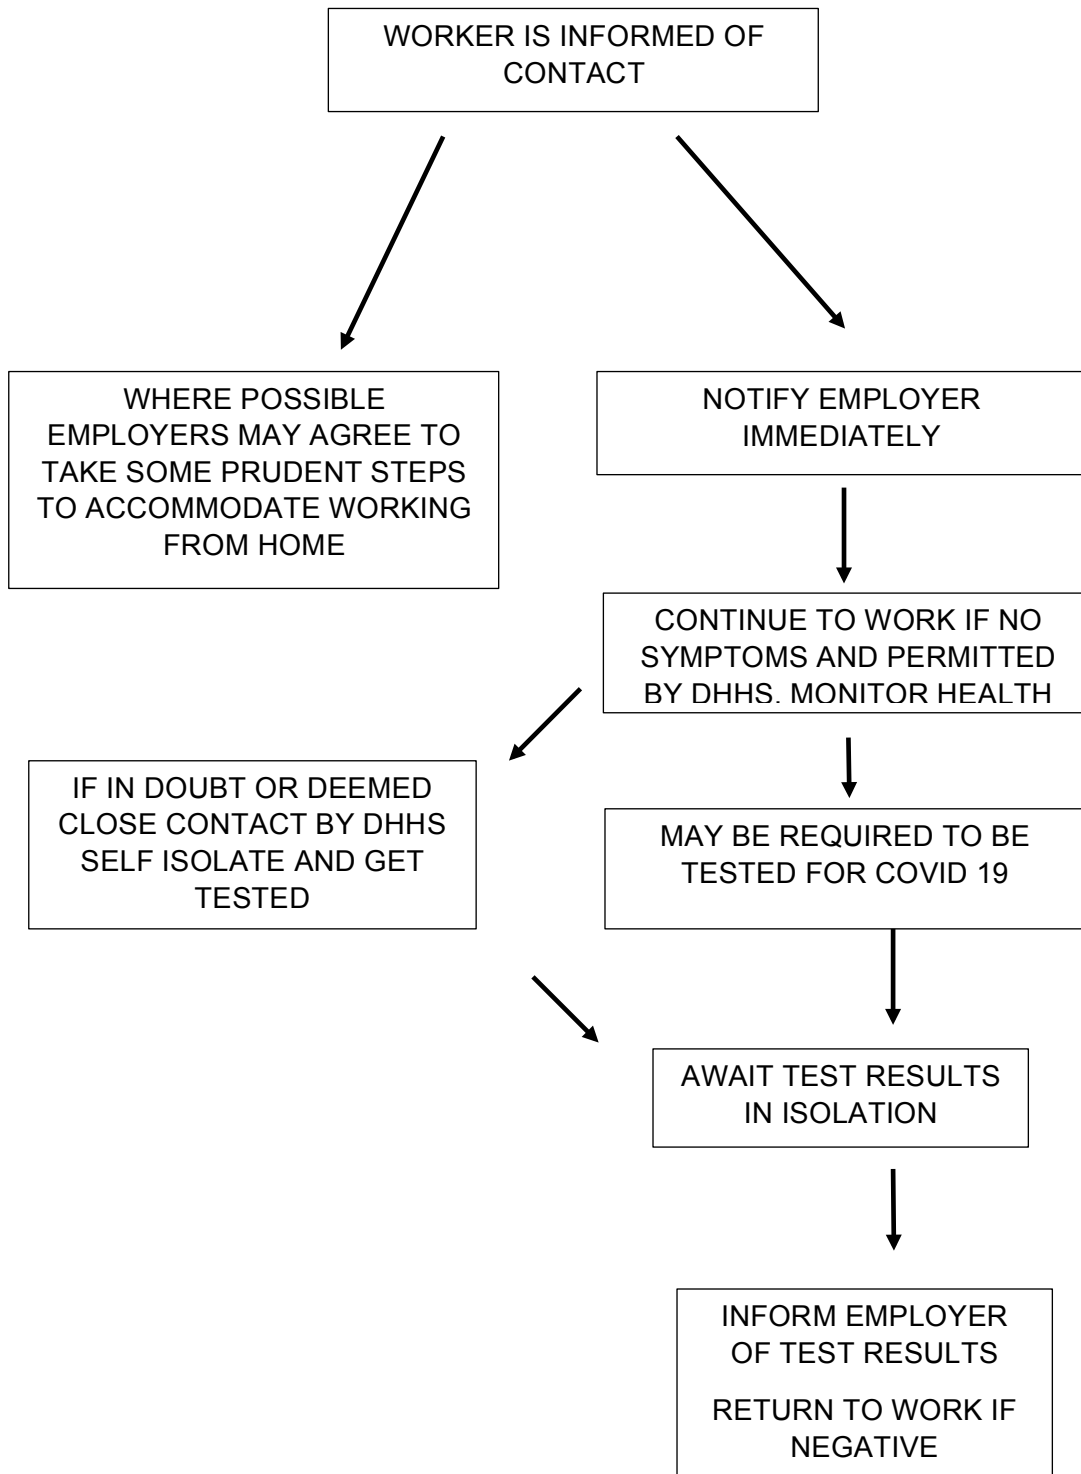 WORKER IS INFORMED OF
CONTACT
WHERE POSSIBLE
EMPLOYERS MAY AGREE TO
TAKE SOME PRUDENT STEPS
TO ACCOMMODATE WORKING
FROM HOME
NOTIFY EMPLOYER
IMMEDIATELY
CONTINUE TO WORK IF NO
SYMPTOMS AND PERMITTED
BY DHHS. MONITOR HEALTH
IF IN DOUBT OR DEEMED
CLOSE CONTACT BY DHHS
SELF ISOLATE AND GET
TESTED
MAY BE REQUIRED TO BE
TESTED FOR COVID 19
AWAIT TEST RESULTS
IN ISOLATION
INFORM EMPLOYER
OF TEST RESULTS
RETURN TO WORK IF
NEGATIVE